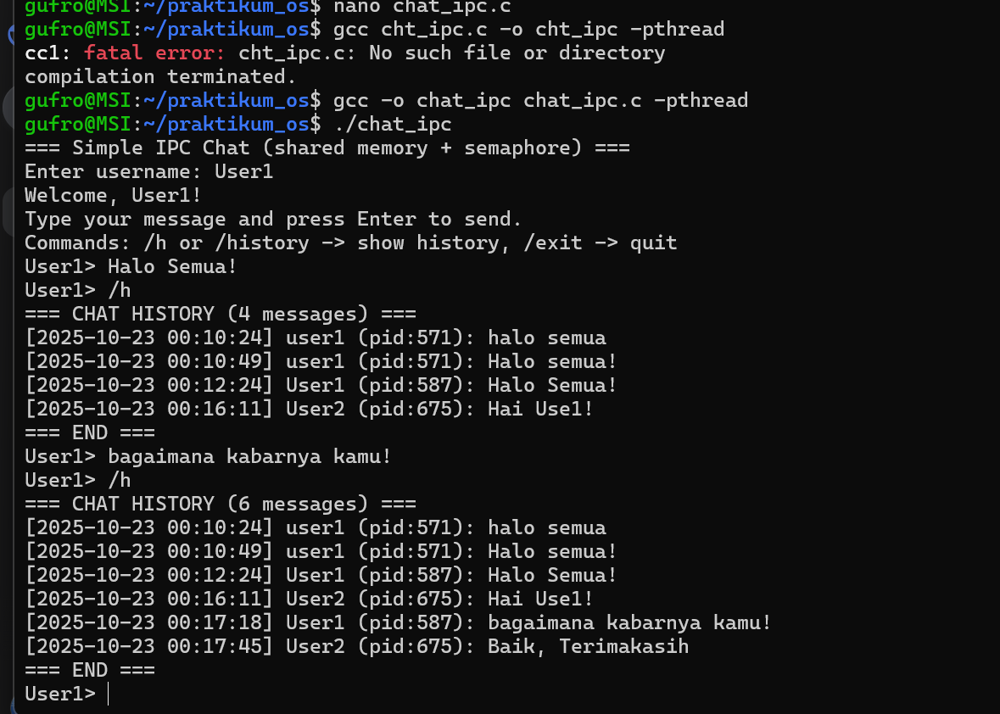 gufro@MSI:~/praktikum_os$ nano chat_ipc.c
gufro@MSI:~/praktikum_os$ gcc cht_ipc.c -o cht_ipc -pthread
cc1: fatal error: cht_ipc.c: No such file or directory
compilation terminated.
gufro@MSI:~/praktikum_os$ gcc -o chat_ipc chat_ipc.c -pthread
gufro@MSI:~/praktikum_os$ ./chat_ipc
=== Simple IPC Chat (shared memory + semaphore) ===
Enter username: User1
Welcome, User1!
Type your message and press Enter to send.
Commands: /h or /history -> show history, /exit -> quit
User1> Halo Semua!
User1> /h
=== CHAT HISTORY (4 messages) ===
[2025-10-23 00:10:24] user1 (pid:571): halo semua
[2025-10-23 00:10:49] user1 (pid:571): Halo semua!
[2025-10-23 00:12:24] User1 (pid:587): Halo Semua!
[2025-10-23 00:16:11] User2 (pid:675): Hai Use1!
=== END ===
User1> bagaimana kabarnya kamu!
User1> /h
=== CHAT HISTORY (6 messages) ===
[2025-10-23 00:10:24] user1 (pid:571): halo semua
[2025-10-23 00:10:49] user1 (pid:571): Halo semua!
[2025-10-23 00:12:24] User1 (pid:587): Halo Semua!
[2025-10-23 00:16:11] User2 (pid:675): Hai Use1!
[2025-10-23 00:17:18] User1 (pid:587): bagaimana kabarnya kamu!
[2025-10-23 00:17:45] User2 (pid:675): Baik, Terimakasih
=== END ===
User1>